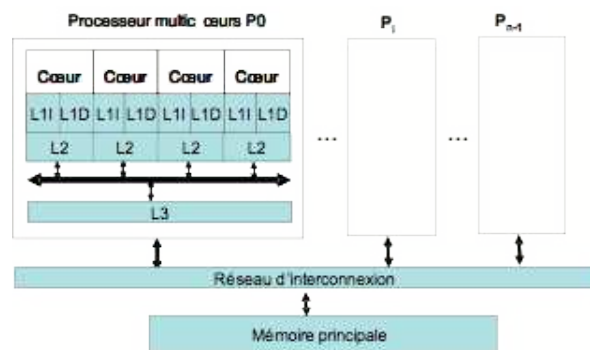 Processeur multic œurs P0
Pi
Pn-1
Cœur Cœur Cœur Cœur
L1I L1D L1I L1D L1I L1D L1I L1D
L2 L2 L2 L2
... ...
L3
Réseau d'interconnexion
Mémoire principale